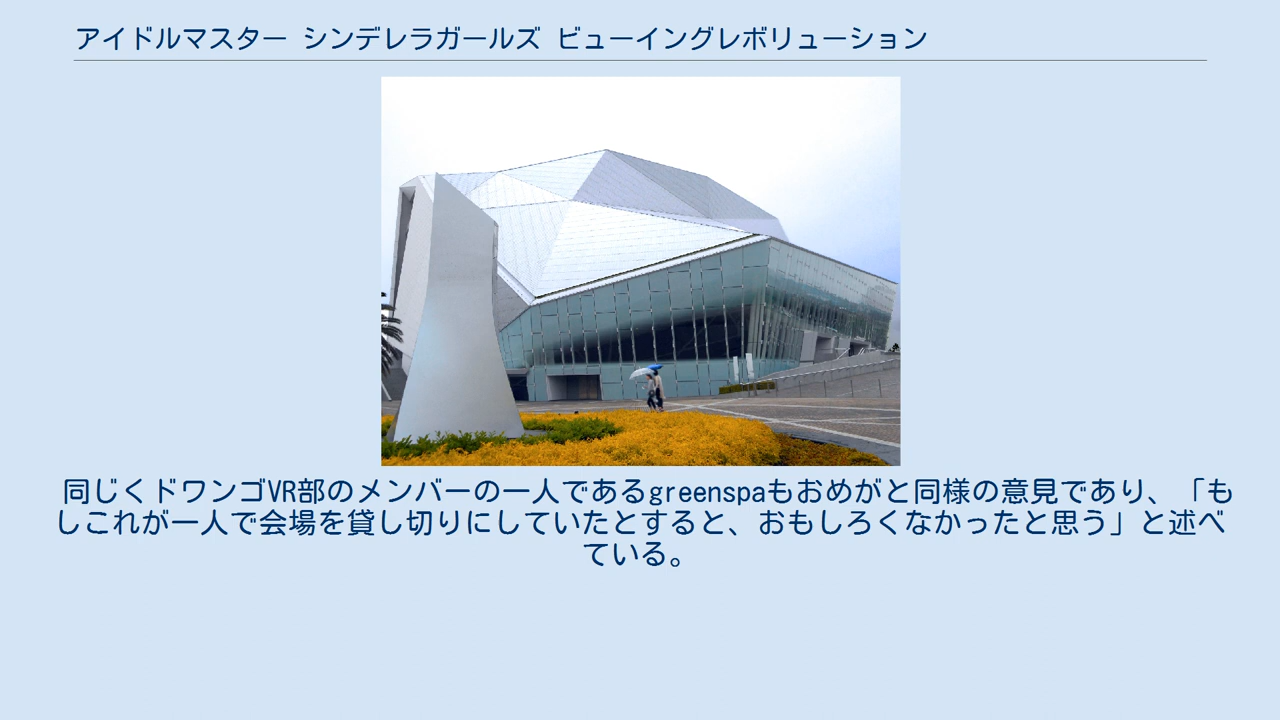 アイドルマスター シンデレラガールズ ビューイングレボリューション
同じくドワンゴVR部のメンバーの一人であるgreenspaもおめがと同様の意見であり、「も
しこれが一人で会場を貸し切りにしていたとすると、おもしろくなかったと思う」と述べ
ている。